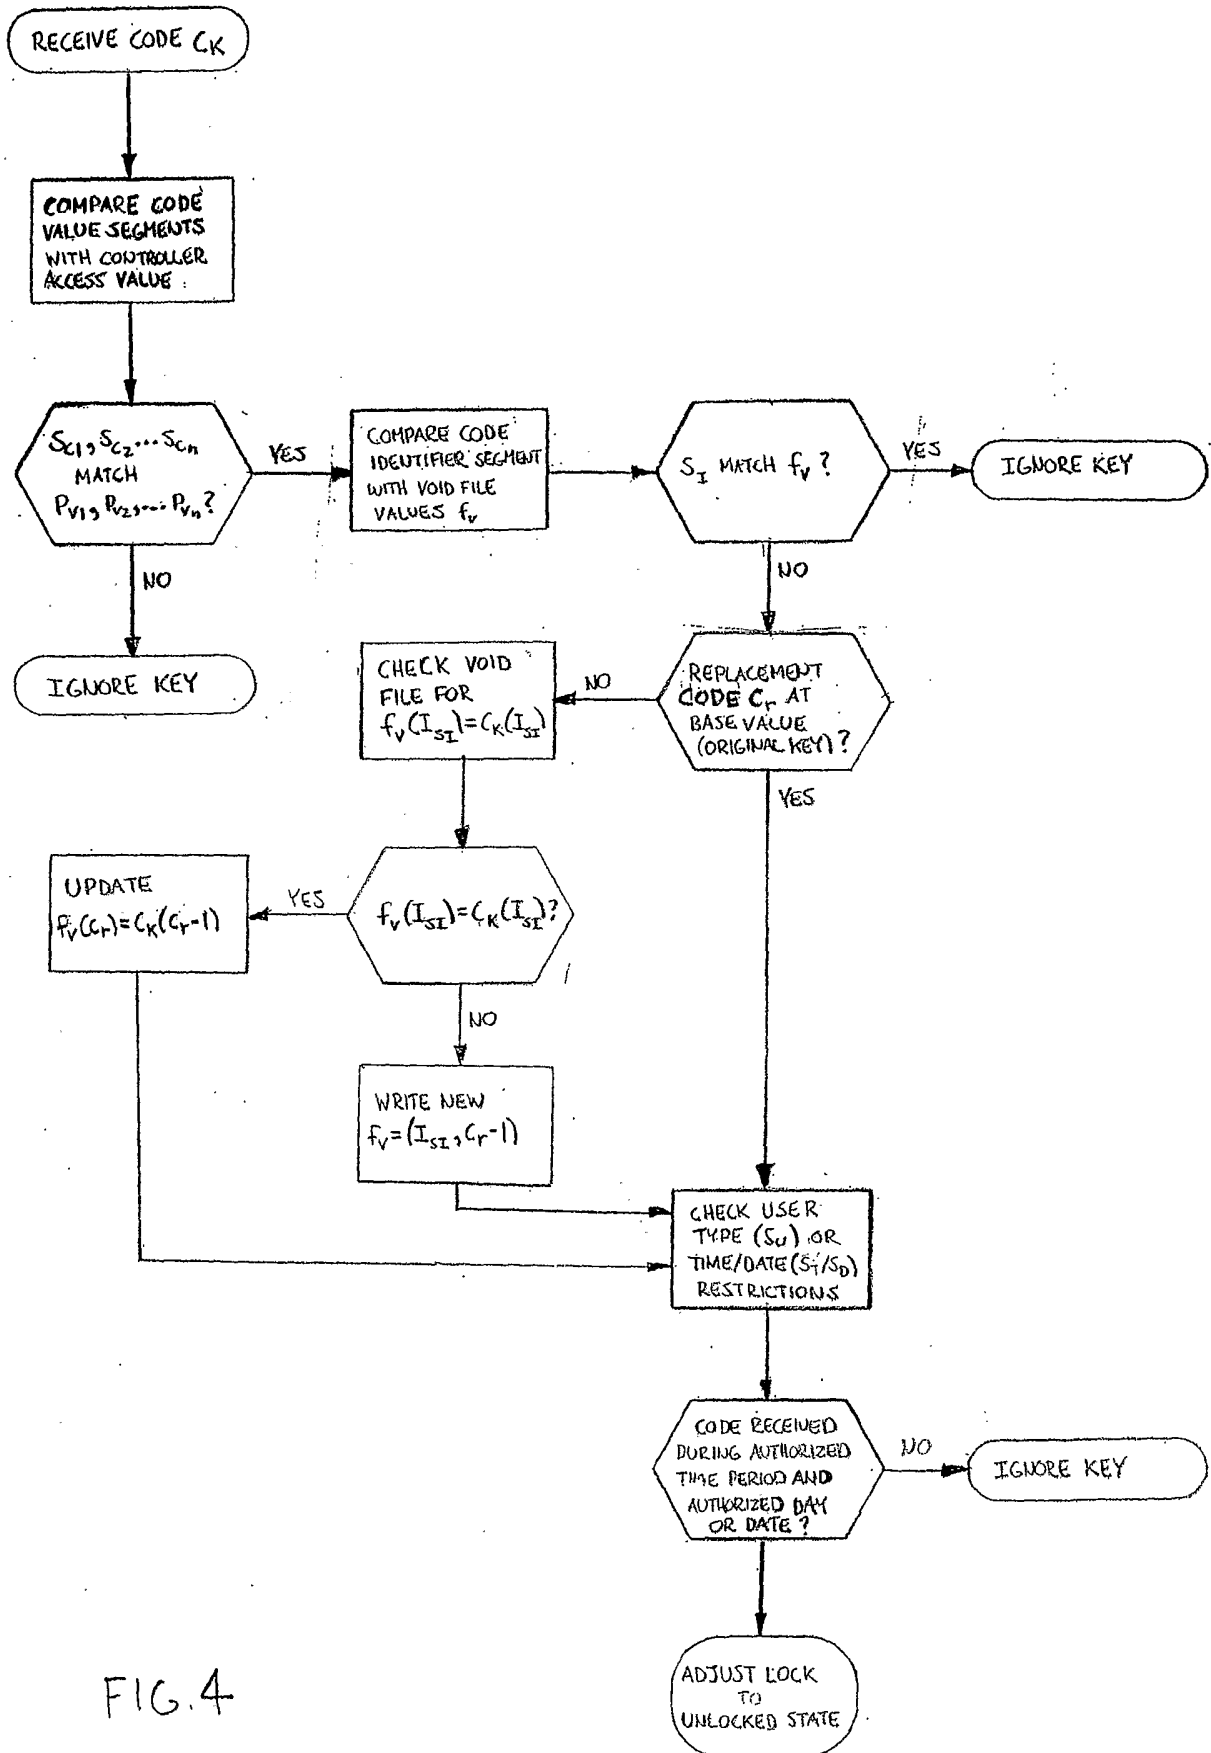 RECEIVE CODE C_K
COMPARE CODE
VALUE SEGMENTS
WITH CONTROLLER
ACCESS VALUE
S_C1, S_C2 ... S_Cn
MATCH
P_V1, P_V2, ... P_Vn?
YES
COMPARE CODE
IDENTIFIER SEGMENT
WITH VOID FILE
VALUES f_v
S_I MATCH f_v?
YES
IGNORE KEY
NO
IGNORE KEY
NO
REPLACEMENT
CODE C_r AT
BASE VALUE
(ORIGINAL KEY)?
NO
CHECK VOID
FILE FOR
f_v(I_SI)=C_K(I_SI)
YES
f_v(I_SI)=C_K(I_SI)?
YES
UPDATE
f_v(C_r)=C_K(C_r-1)
NO
WRITE NEW
f_v=(I_SI, C_r-1)
CHECK USER
TYPE (S_U) OR
TIME/DATE (S_T/S_D)
RESTRICTIONS
CODE RECEIVED
DURING AUTHORIZED
TIME PERIOD AND
AUTHORIZED DAY
OR DATE?
NO
IGNORE KEY
ADJUST LOCK
TO
UNLOCKED STATE
FIG.4